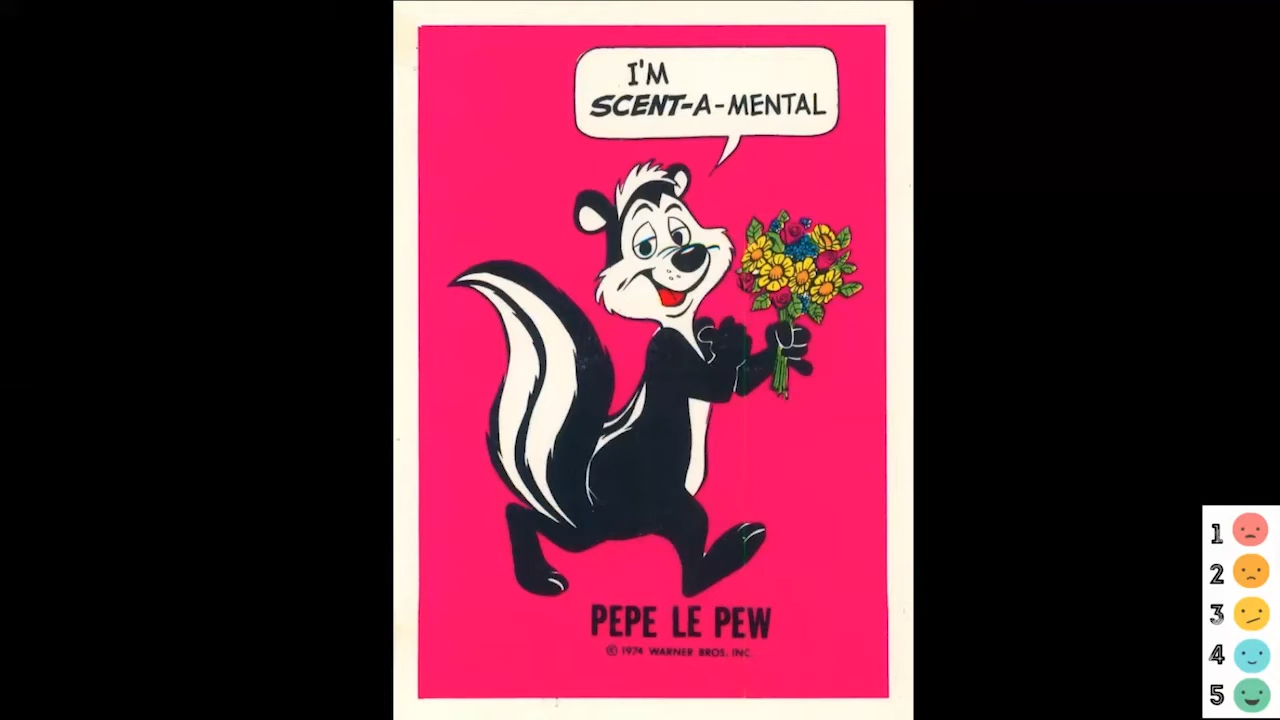 I'M
SCENT-A-MENTAL
PEPE LE PEW
© 1974 WARNER BROS. INC.
1
2
3
4
5